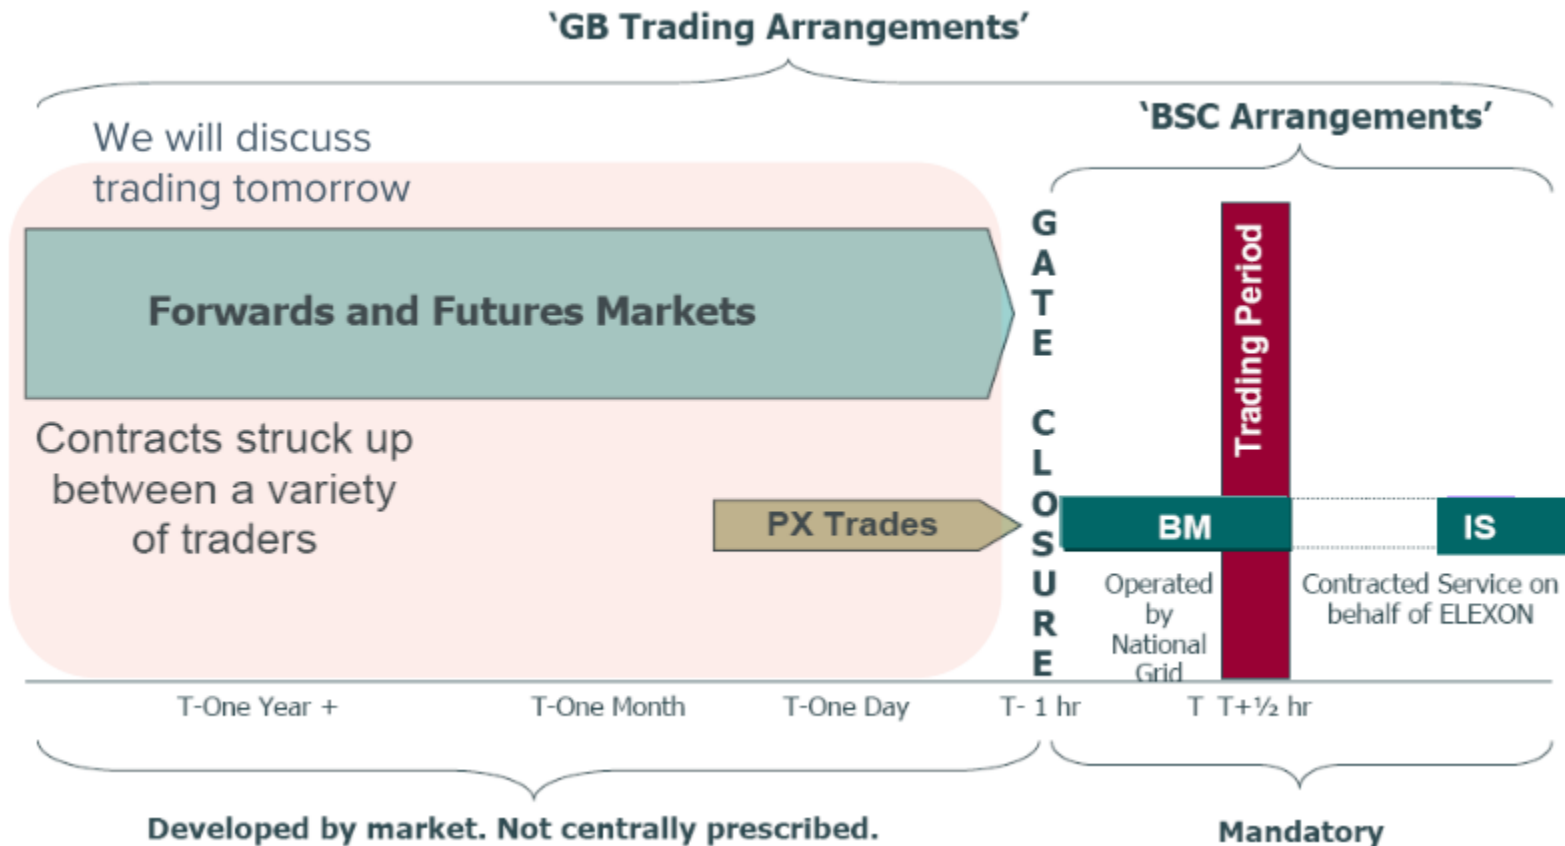 ‘GB Trading Arrangements’
‘BSC Arrangements’
We will discuss
trading tomorrow
Forwards and Futures Markets
Contracts struck up
between a variety
of traders
PX Trades
GATE CLOSURE
Trading Period
BM
IS
Operated
by
National
Grid
Contracted Service on
behalf of ELEXON
T-One Year +
T-One Month
T-One Day
T- 1 hr
T T+½ hr
Developed by market. Not centrally prescribed.
Mandatory